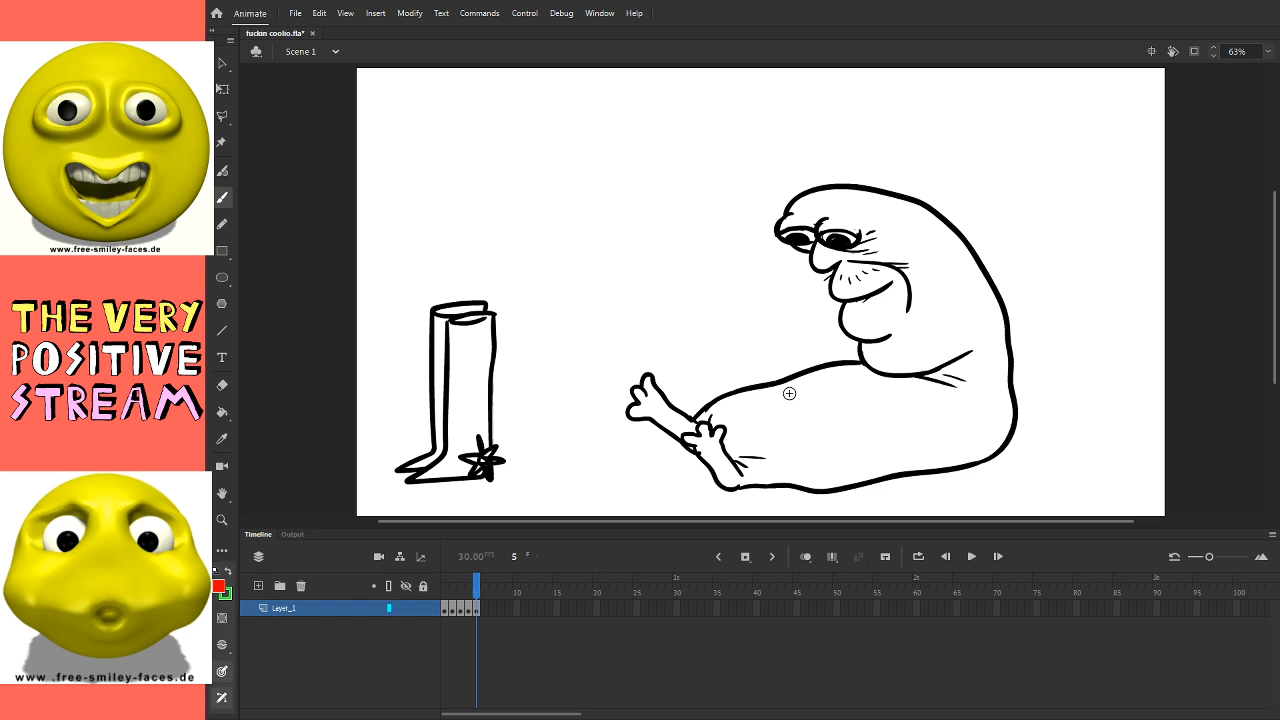 Animate File Edit View Insert Modify Text Commands Control Debug Window Help
fuckin coolio.fla* ×
Scene 1
63%
www.free-smiley-faces.de
THE VERY
POSITIVE
STREAM
www .free-smiley-faces.de
Timeline Output
30.00 FPS 5 F
1s 2s 3s
10 15 20 25 30 35 40 45 50 55 60 65 70 75 80 85 90 95 100
Layer_1